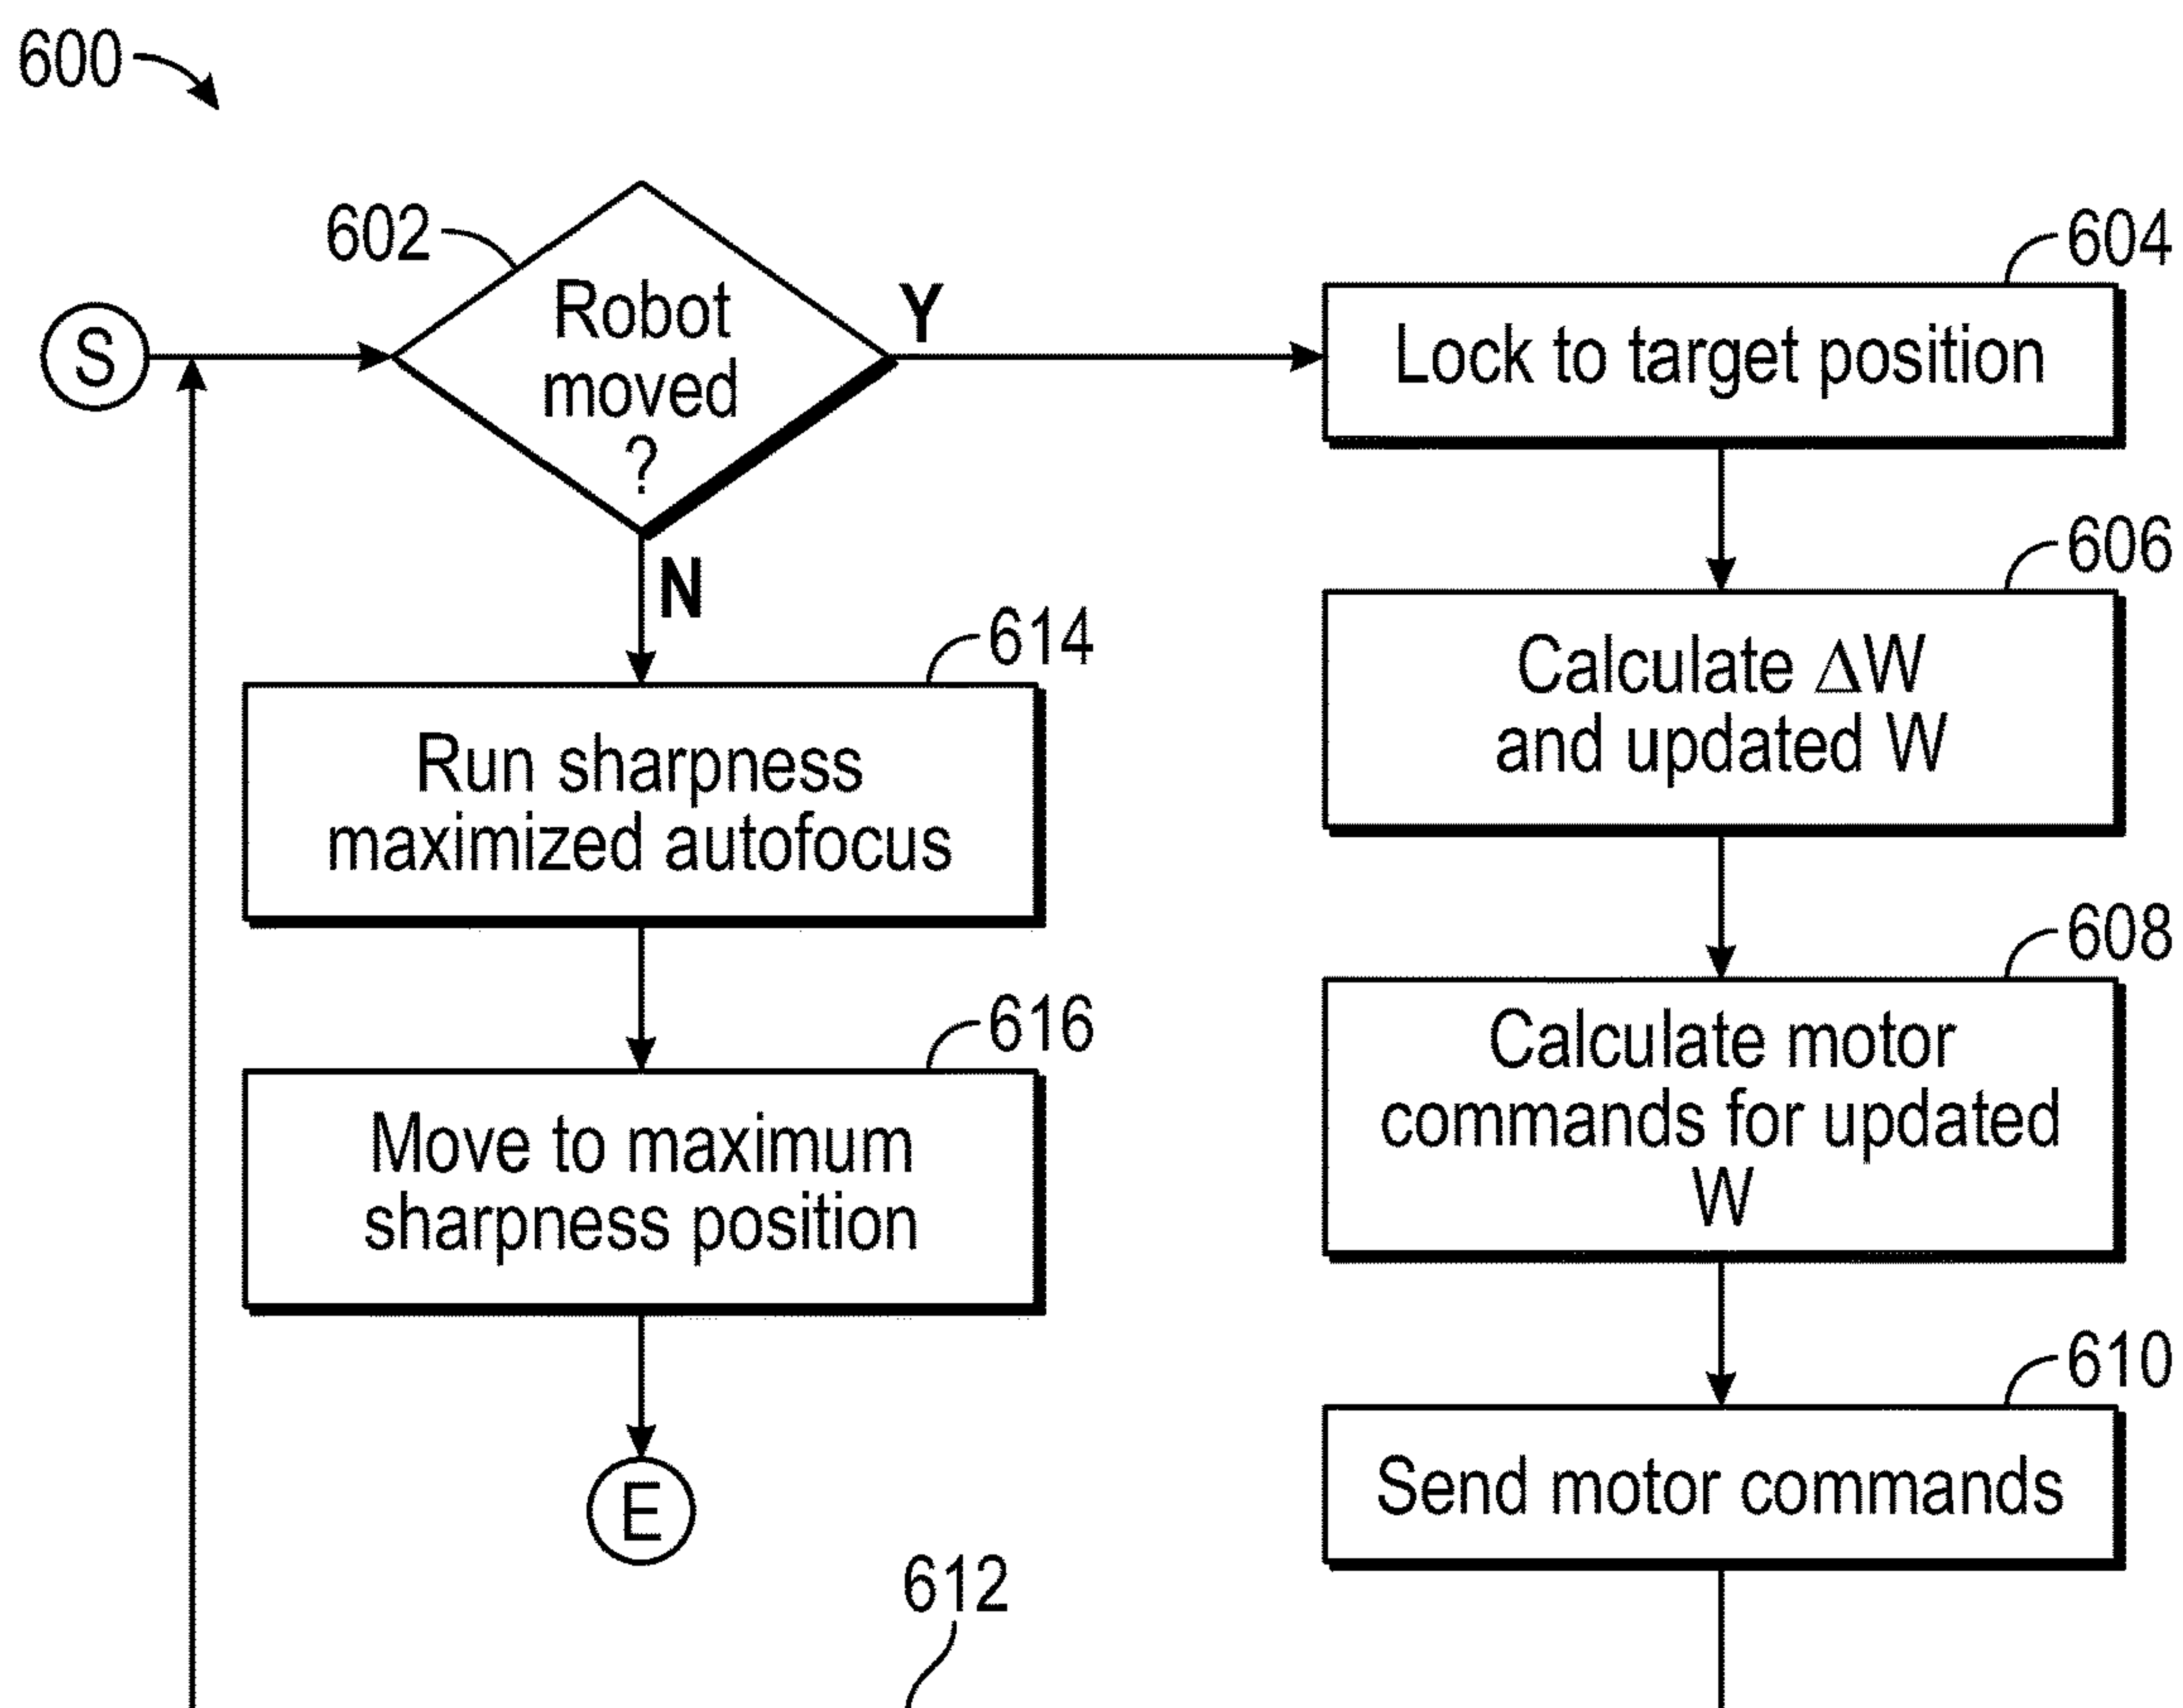 600
602
604
S
Robot
moved
?
Y
Lock to target position
N
606
Calculate ΔW
and updated W
614
Run sharpness
maximized autofocus
608
Calculate motor
commands for updated
W
616
Move to maximum
sharpness position
610
Send motor commands
E
612